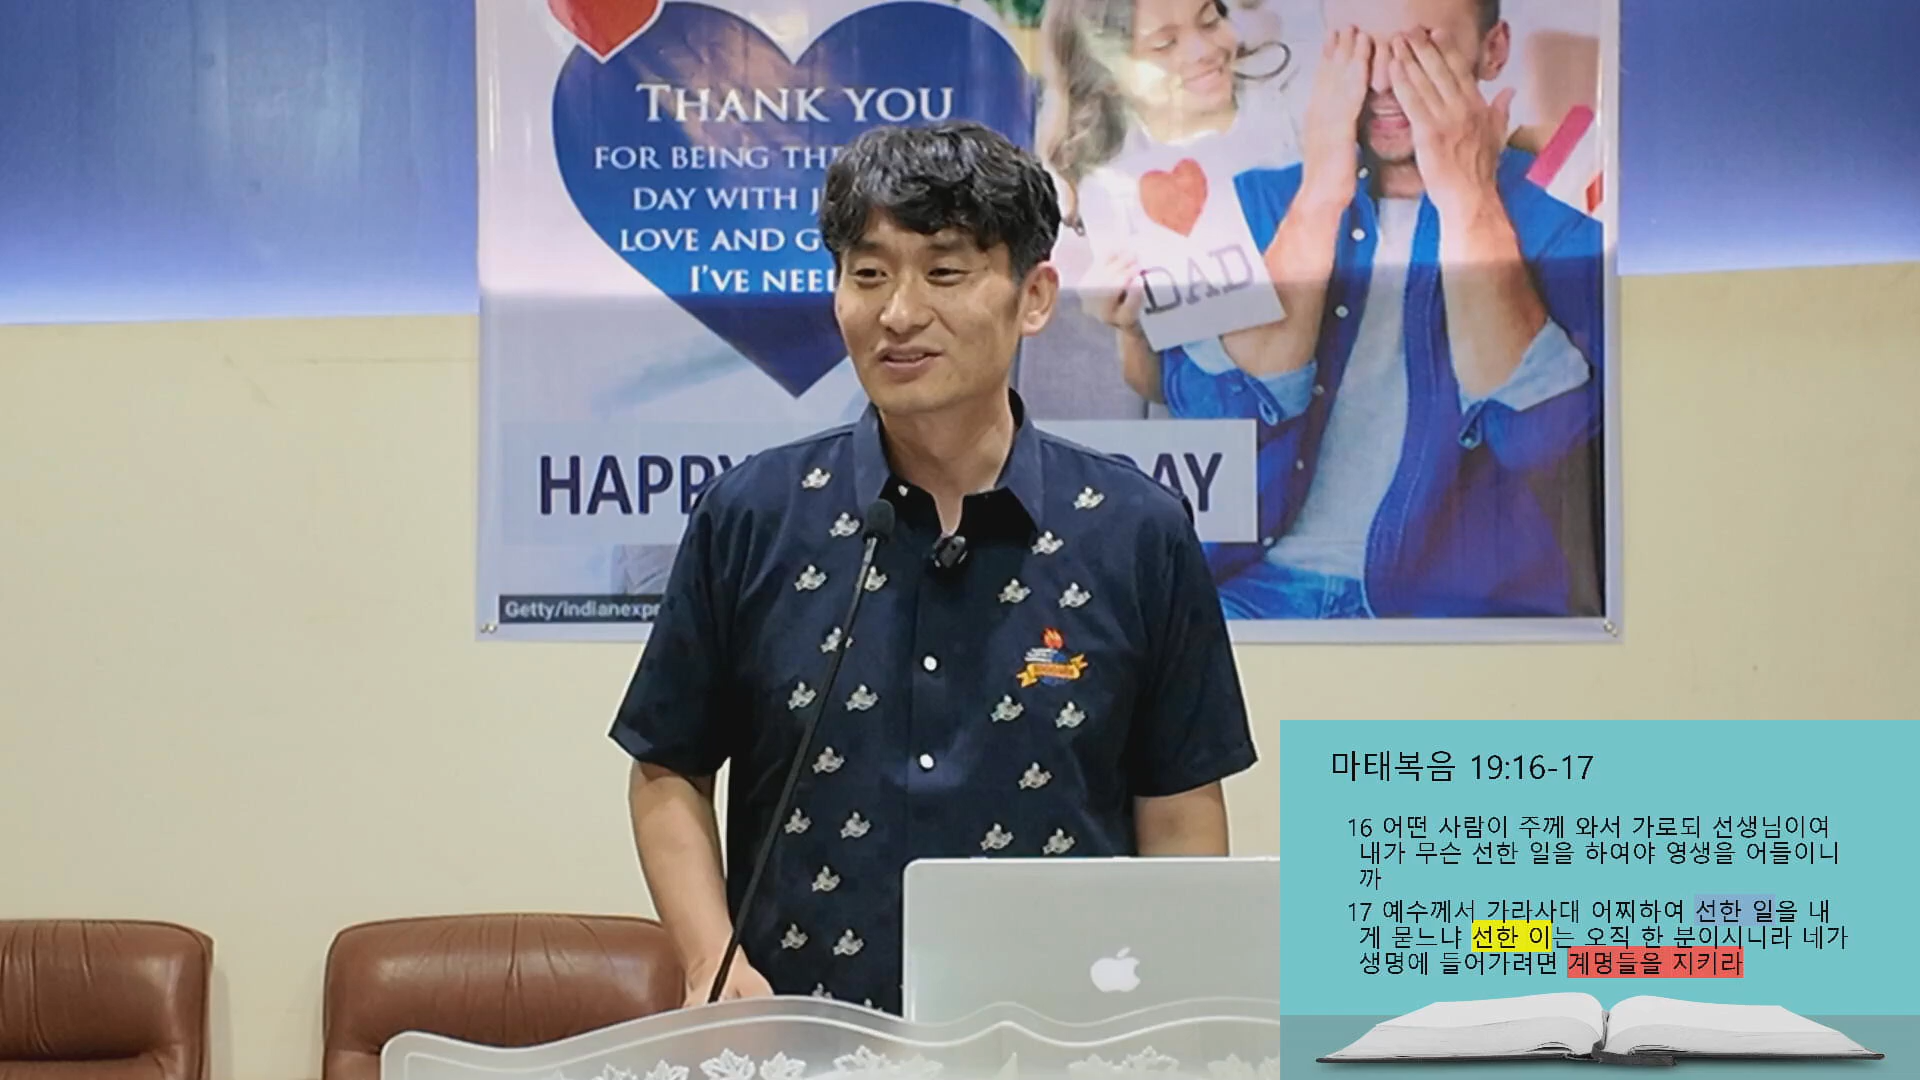 THANK YOU
FOR BEING THE
DAY WITH
LOVE AND
I'VE
HAPPY DAY
I DAD
Getty/indianexpr
마태복음 19:16-17
16 어떤 사람이 주께 와서 가로되 선생님이여
내가 무슨 선한 일을 하여야 영생을 어들이니
까
17 예수께서 가라사대 어찌하여 선한 일을 내
게 묻느냐 선한 이는 오직 한 분이시니라 네가
생명에 들어가려면 계명들을 지키라